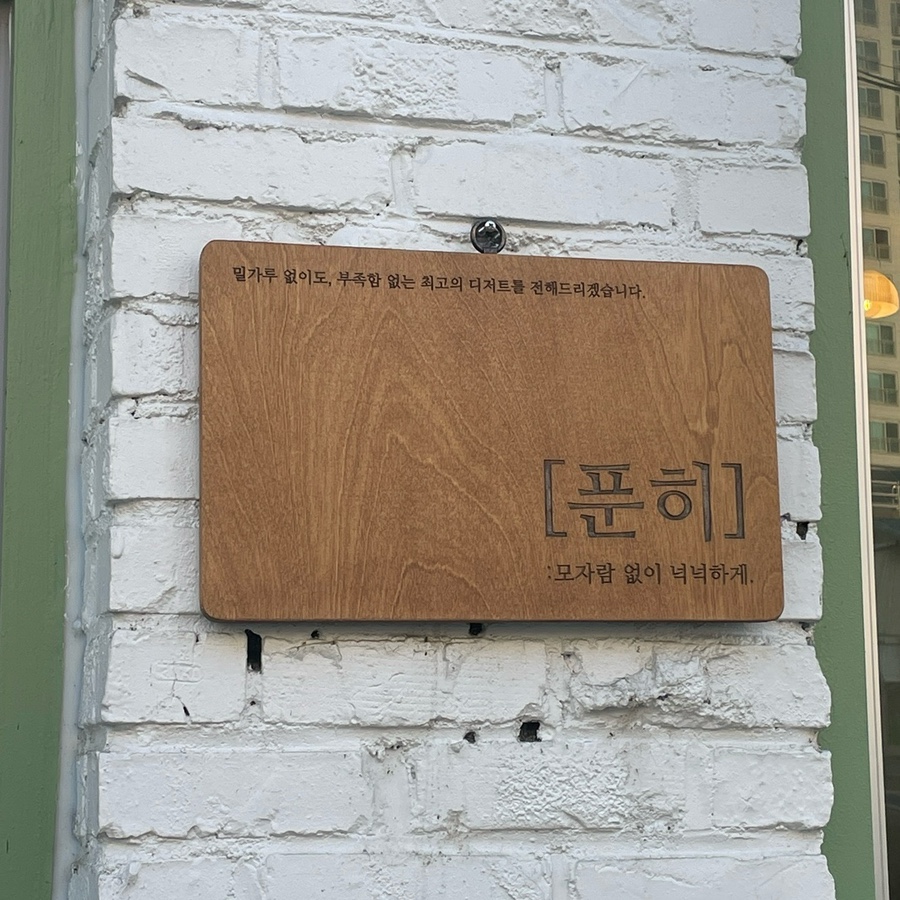 밀가루 없이도, 부족함 없는 최고의 디저트를 전해드리겠습니다.
[푼히]
:모자람 없이 넉넉하게.